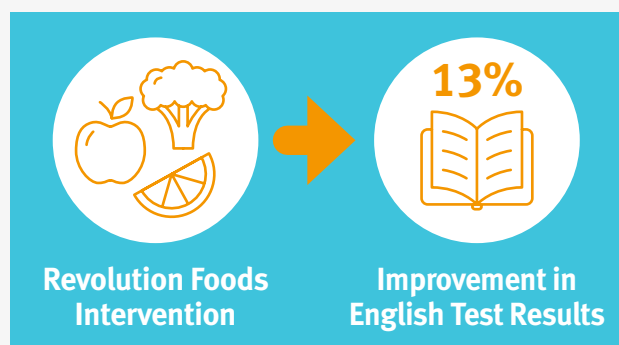 13%
Revolution Foods
Intervention
Improvement in
English Test Results